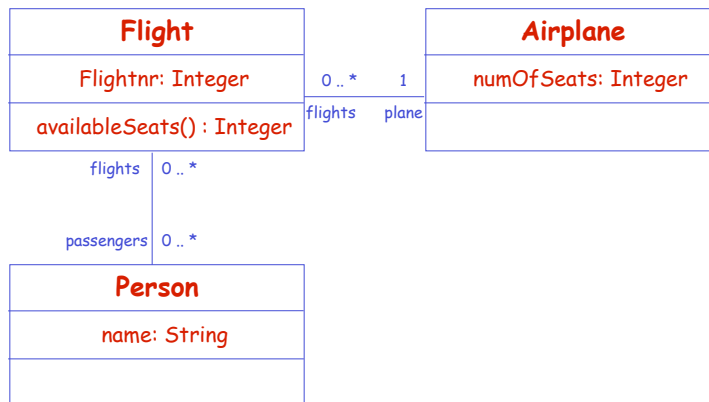 Flight
Flightnr: Integer
availableSeats() : Integer
0 .. *
1
flights
plane
Airplane
numOfSeats: Integer
flights
0 .. *
passengers
0 .. *
Person
name: String